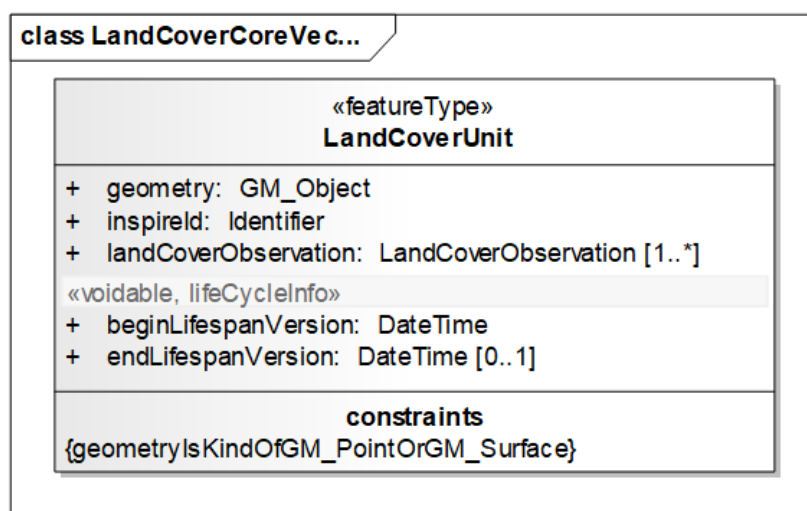 class LandCoverCoreVec...
«featureType»
LandCoverUnit
+ geometry: GM_Object
+ inspireId: Identifier
+ landCoverObservation: LandCoverObservation [1..*]
«voidable, lifeCycleInfo»
+ beginLifespanVersion: DateTime
+ endLifespanVersion: DateTime [0..1]
constraints
{geometryIsKindOfGM_PointOrGM_Surface}